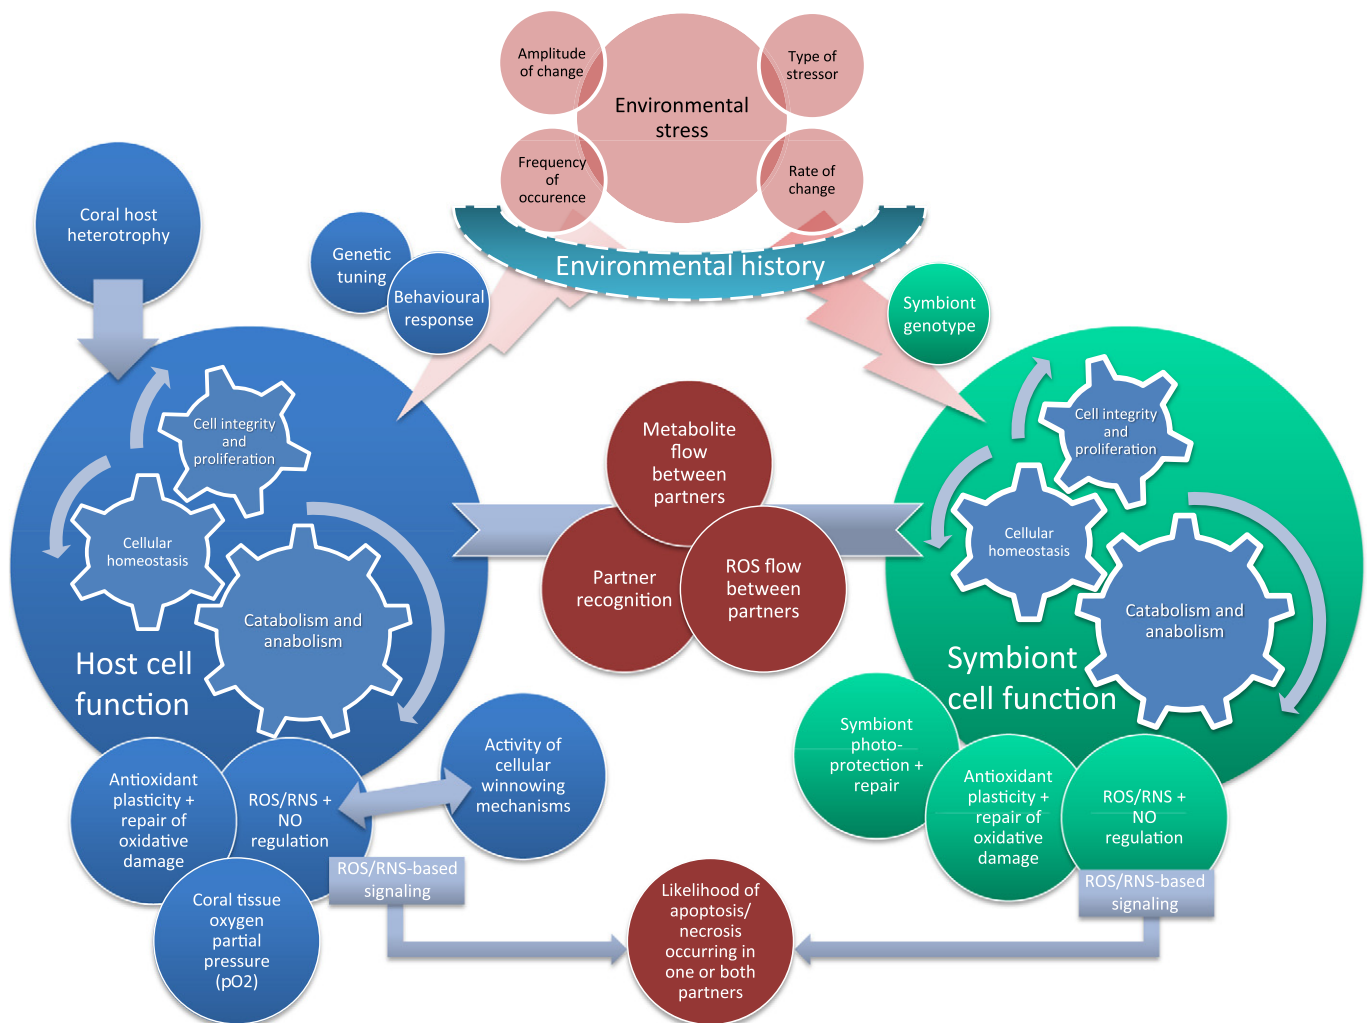 Amplitude
of change
Type of
stressor
Environmental
stress
Frequency
of
occurence
Rate of
change
Environmental history
Coral host
heterotrophy
Genetic
tuning
Behavioural
response
Symbiont
genotype
Cell integrity
and
proliferation
Cellular
homeostasis
Catabolism and
anabolism
Host cell
function
Metabolite
flow
between
partners
Partner
recognition
ROS flow
between
partners
Cell integrity
and
proliferation
Cellular
homeostasis
Catabolism and
anabolism
Symbiont
cell function
Antioxidant
plasticity +
repair of
oxidative
damage
ROS/RNS +
NO
regulation
Activity of
cellular
winnowing
mechanisms
Coral tissue
oxygen
partial
pressure
(pO2)
ROS/RNS-based
signaling
Symbiont
photo-
protection +
repair
Antioxidant
plasticity +
repair of
oxidative
damage
ROS/RNS +
NO
regulation
ROS/RNS-based
signaling
Likelihood of
apoptosis/
necrosis
occurring in
one or both
partners